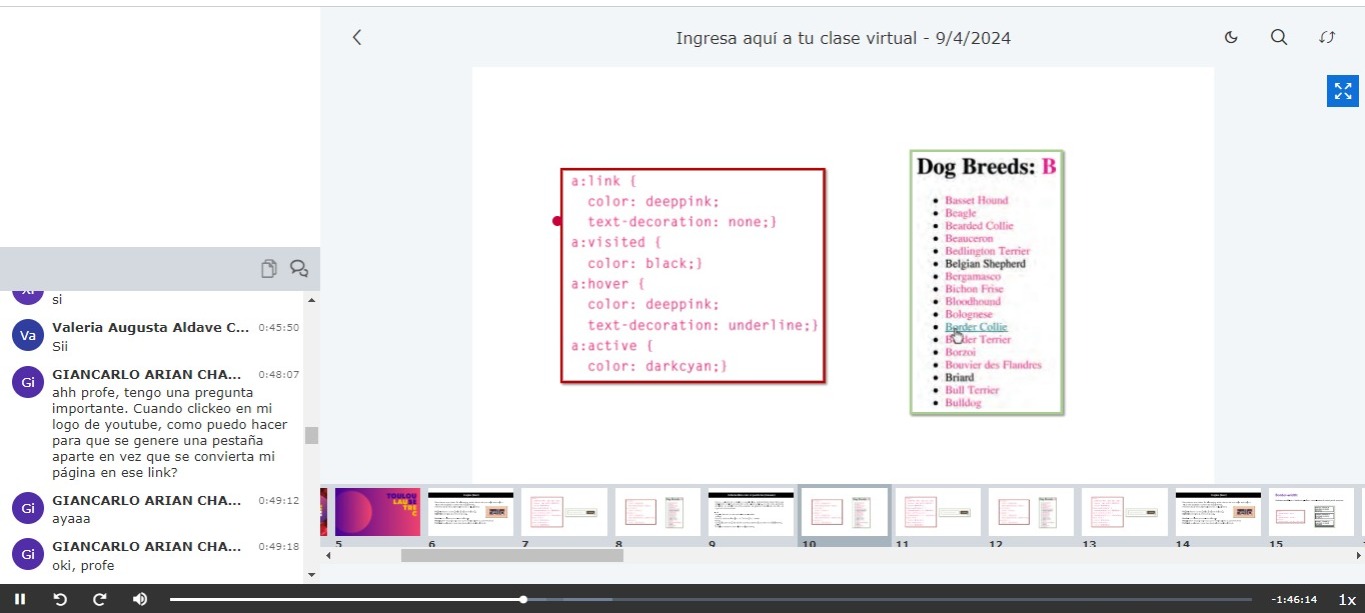 Ingresa aquí a tu clase virtual - 9/4/2024
si
Va
Valeria Augusta Aldave C... 0:45:50
Sii
Gi
GIANCARLO ARIAN CHA... 0:48:07
ahh profe, tengo una pregunta
importante. Cuando clickeo en mi
logo de youtube, como puedo hacer
para que se genere una pestaña
aparte en vez que se convierta mi
página en ese link?
Gi
GIANCARLO ARIAN CHA... 0:49:12
ayaaa
Gi
GIANCARLO ARIAN CHA... 0:49:18
oki, profe
a:link {
color: deeppink;
text-decoration: none;}
a:visited {
color: black;}
a:hover {
color: deeppink;
text-decoration: underline;}
a:active {
color: darkcyan;}
Dog Breeds: B
Basset Hound
Beagle
Bearded Collie
Beauceron
Bedlington Terrier
Belgian Shepherd
Bergamasco
Bichon Frise
Bloodhound
Bolognese
Border Collie
Border Terrier
Borzoi
Bouvier des Flandres
Briard
Bull Terrier
Bulldog
TOULOU
LAUSE
TRE
C
5 6 7 8 9 10 11 12 13 14 15
-1:46:14 1x